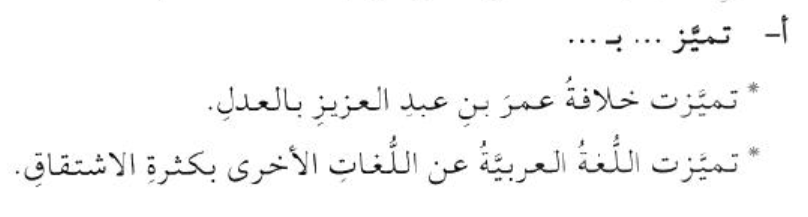 أ- تميَّز ... بـ ...
* تميَّزت خلافةُ عمرَ بنِ عبدِ العزيزِ بالعدلِ.
* تميَّزت اللُّغةُ العربيَّةُ عن اللُّغاتِ الأخرى بكثرةِ الاشتقاقِ.